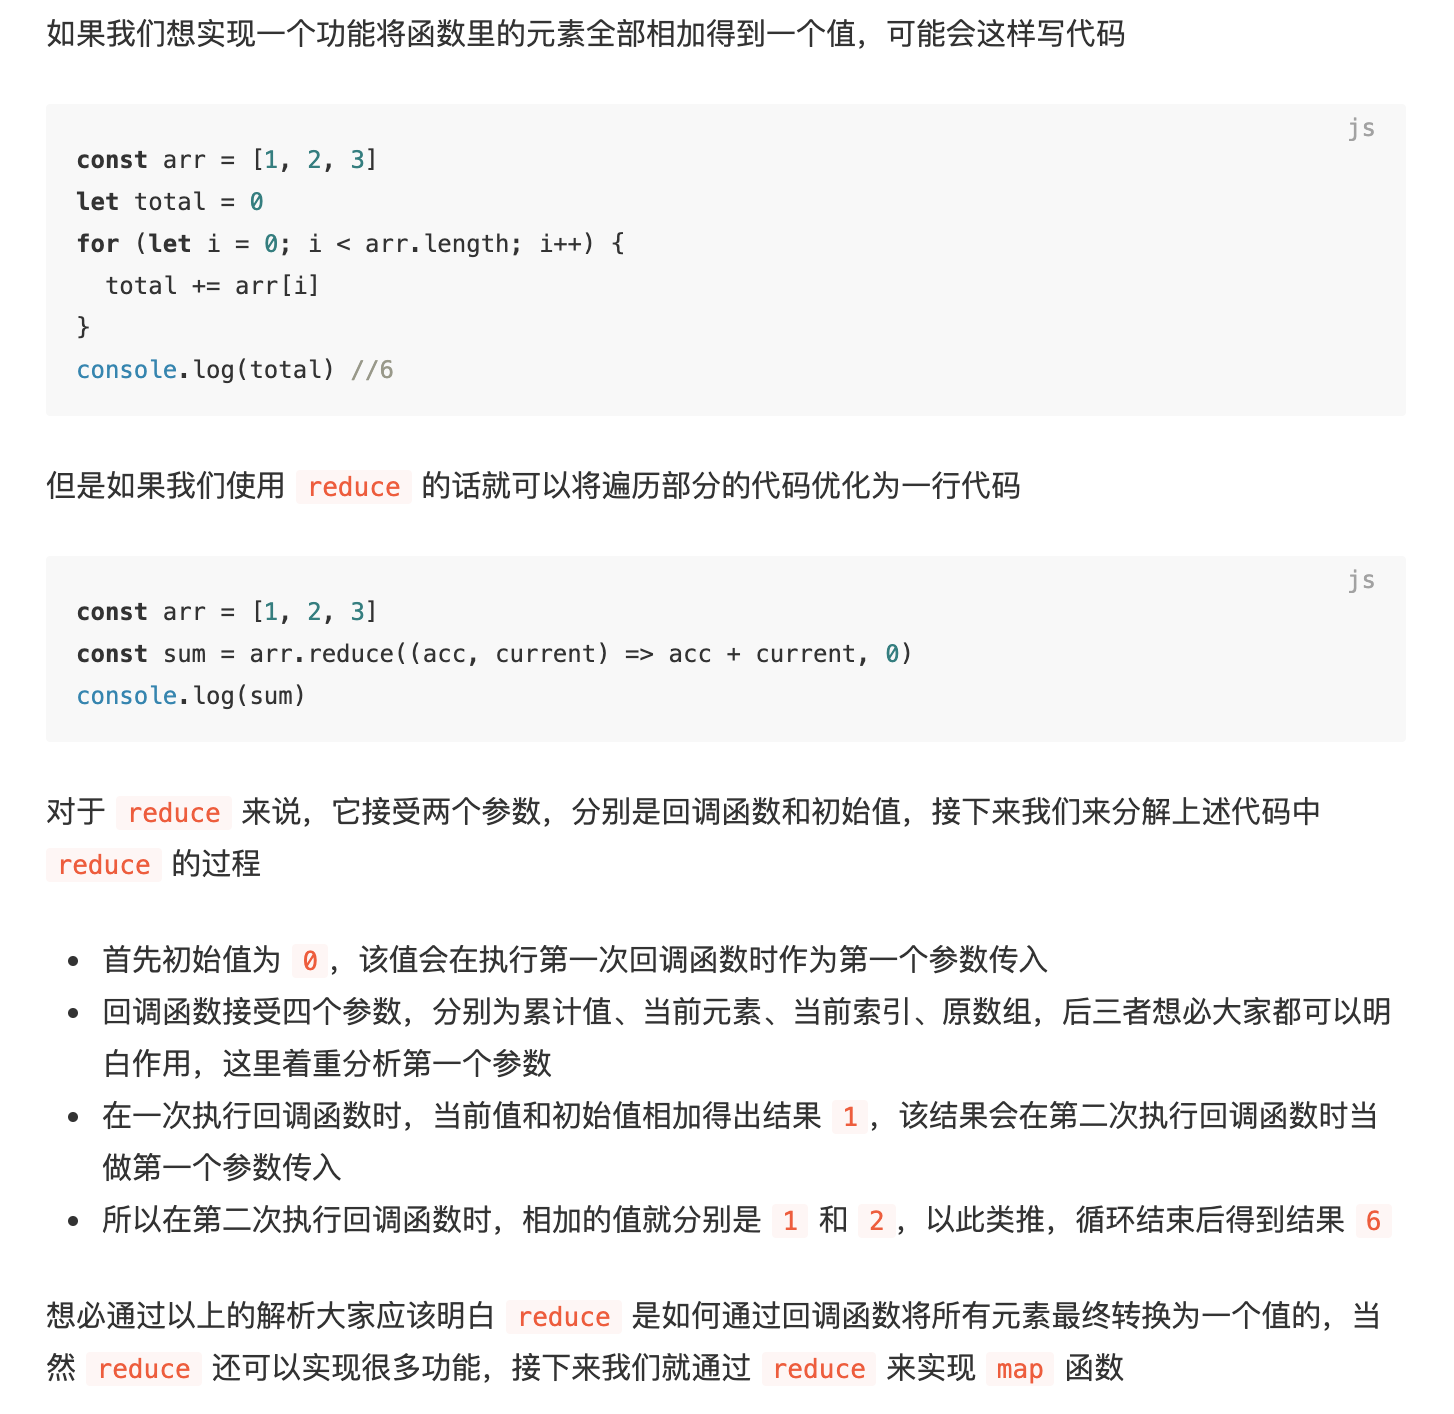 如果我们想实现一个功能将函数里的元素全部相加得到一个值，可能会这样写代码
js
const arr = [1, 2, 3]
let total = 0
for (let i = 0; i < arr.length; i++) {
  total += arr[i]
}
console.log(total) //6
但是如果我们使用 reduce 的话就可以将遍历部分的代码优化为一行代码
js
const arr = [1, 2, 3]
const sum = arr.reduce((acc, current) => acc + current, 0)
console.log(sum)
对于 reduce 来说，它接受两个参数，分别是回调函数和初始值，接下来我们来分解上述代码中
reduce 的过程
• 首先初始值为 0，该值会在执行第一次回调函数时作为第一个参数传入
• 回调函数接受四个参数，分别为累计值、当前元素、当前索引、原数组，后三者想必大家都可以明
白作用，这里着重分析第一个参数
• 在一次执行回调函数时，当前值和初始值相加得出结果 1，该结果会在第二次执行回调函数时当
做第一个参数传入
• 所以在第二次执行回调函数时，相加的值就分别是 1 和 2，以此类推，循环结束后得到结果 6
想必通过以上的解析大家应该明白 reduce 是如何通过回调函数将所有元素最终转换为一个值的，当
然 reduce 还可以实现很多功能，接下来我们就通过 reduce 来实现 map 函数